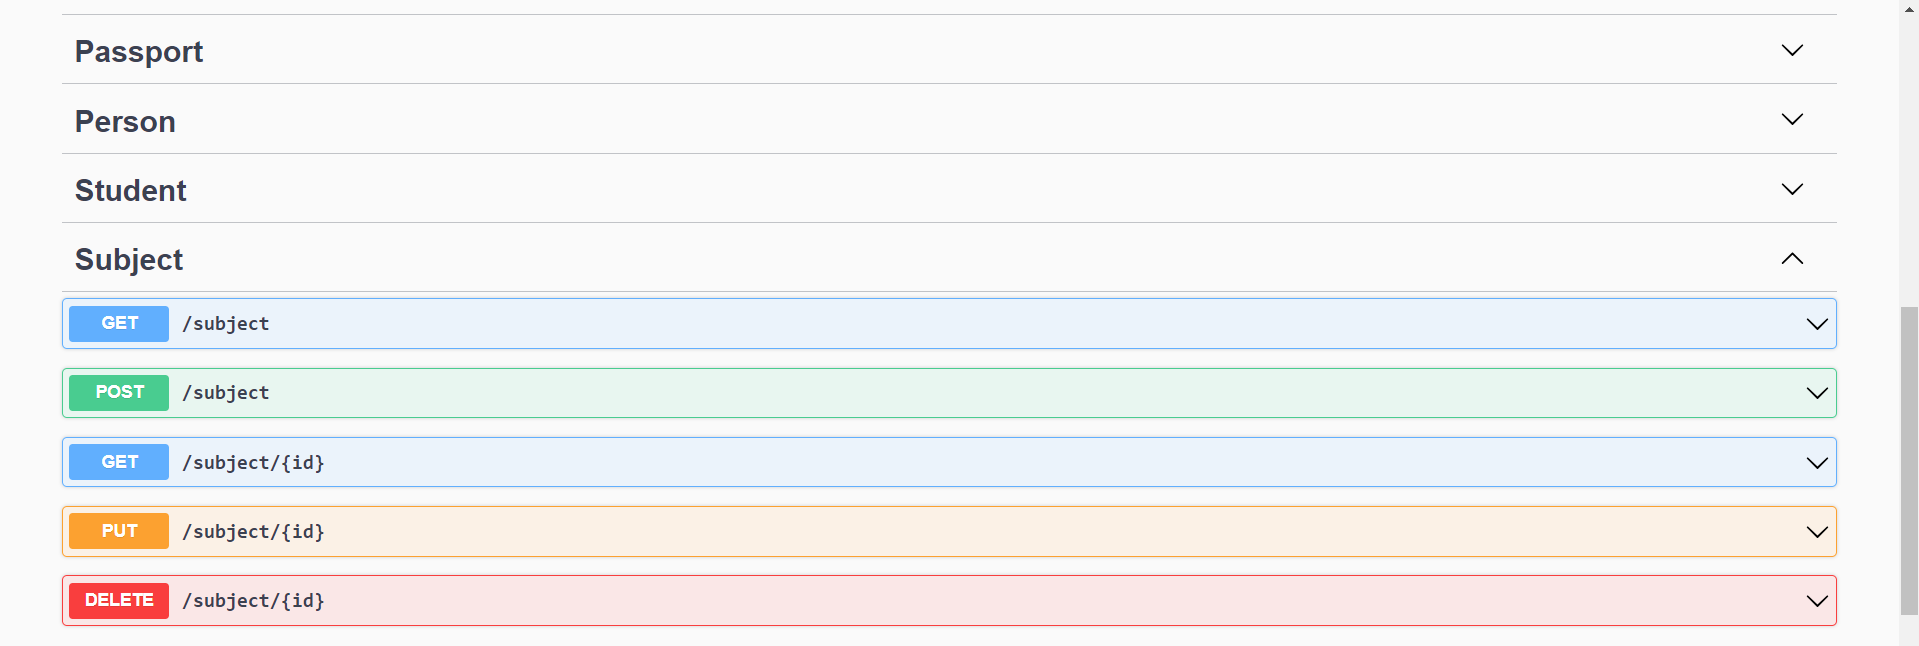 Passport
Person
Student
Subject
GET /subject
POST /subject
GET /subject/{id}
PUT /subject/{id}
DELETE /subject/{id}